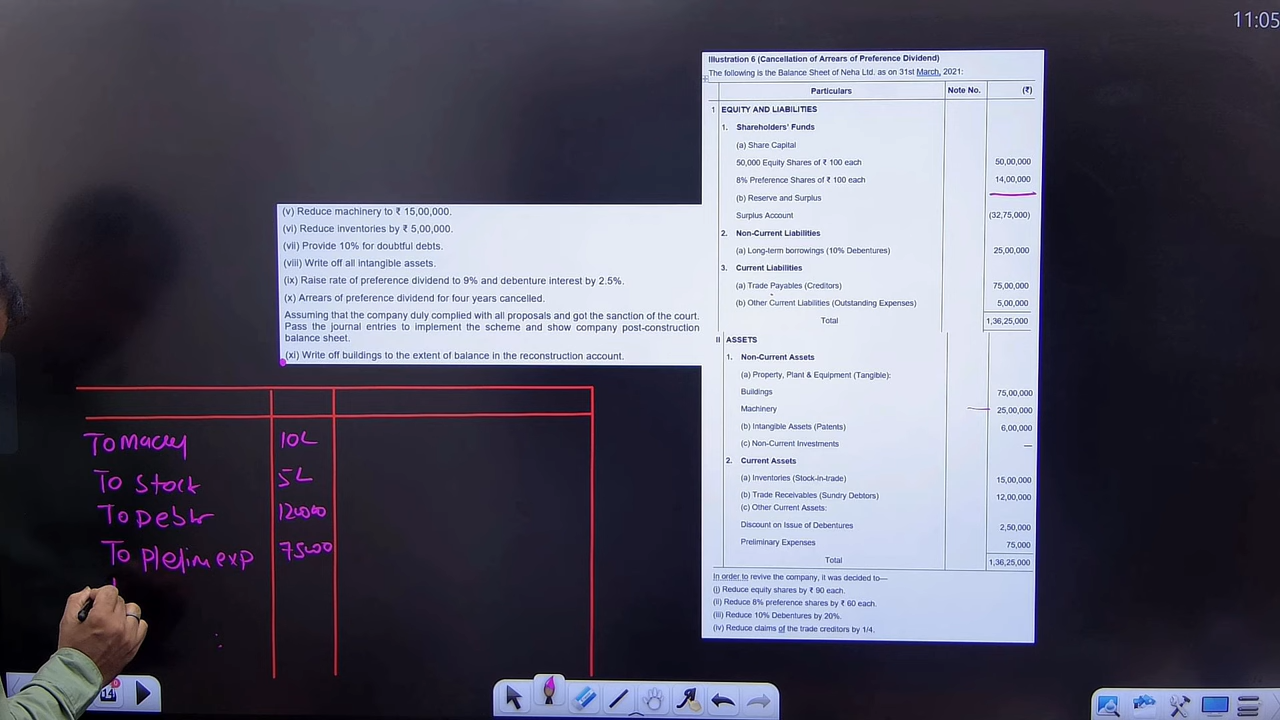 11:05
Illustration 6 (Cancellation of Arrears of Preference Dividend)
The following is the Balance Sheet of Neha Ltd. as on 31st March, 2021:
Particulars Note No. (₹)
I EQUITY AND LIABILITIES
1. Shareholders' Funds
(a) Share Capital
50,000 Equity Shares of ₹ 100 each 50,00,000
8% Preference Shares of ₹ 100 each 14,00,000
(b) Reserve and Surplus
Surplus Account (32,75,000)
2. Non-Current Liabilities
(a) Long-term borrowings (10% Debentures) 25,00,000
3. Current Liabilities
(a) Trade Payables (Creditors) 75,00,000
(b) Other Current Liabilities (Outstanding Expenses) 5,00,000
Total 1,36,25,000
II ASSETS
1. Non-Current Assets
(a) Property, Plant & Equipment (Tangible):
Buildings 75,00,000
Machinery 25,00,000
(b) Intangible Assets (Patents) 6,00,000
(c) Non-Current Investments —
2. Current Assets
(a) Inventories (Stock-in-trade) 15,00,000
(b) Trade Receivables (Sundry Debtors) 12,00,000
(c) Other Current Assets:
Discount on Issue of Debentures 2,50,000
Preliminary Expenses 75,000
Total 1,36,25,000
In order to revive the company, it was decided to—
(i) Reduce equity shares by ₹ 90 each.
(ii) Reduce 8% preference shares by ₹ 60 each.
(iii) Reduce 10% Debentures by 20%.
(iv) Reduce claims of the trade creditors by 1/4.
(v) Reduce machinery to ₹ 15,00,000.
(vi) Reduce inventories by ₹ 5,00,000.
(vii) Provide 10% for doubtful debts.
(viii) Write off all intangible assets.
(ix) Raise rate of preference dividend to 9% and debenture interest by 2.5%.
(x) Arrears of preference dividend for four years cancelled.
Assuming that the company duly complied with all proposals and got the sanction of the court.
Pass the journal entries to implement the scheme and show company post-construction
balance sheet.
(xi) Write off buildings to the extent of balance in the reconstruction account.
To 10L
To Stock 5L
To Debtr 120000
To Prelim exp 75000
14